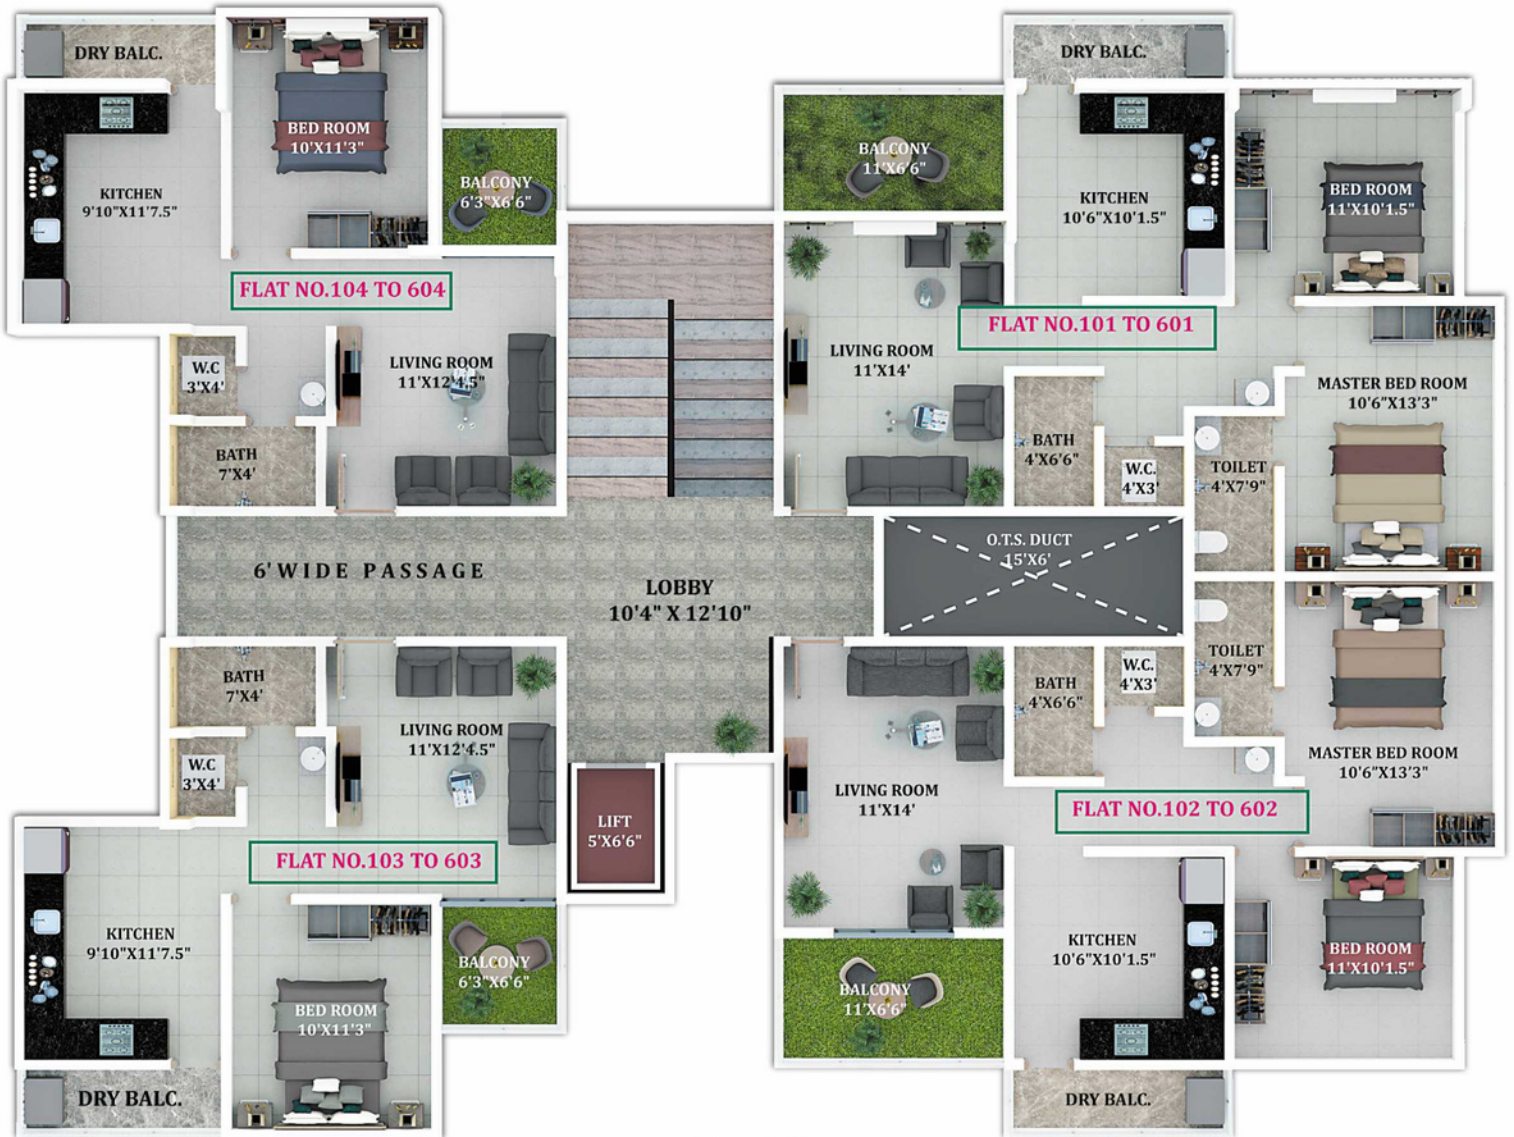 DRY BALC.
BED ROOM
10'X11'3"
KITCHEN
9'10"X11'7.5"
BALCONY
6'3"X6'6"
FLAT NO.104 TO 604
W.C
3'X4'
LIVING ROOM
11'X12'4.5"
BATH
7'X4'
DRY BALC.
BALCONY
11'X6'6"
KITCHEN
10'6"X10'1.5"
BED ROOM
11'X10'1.5"
FLAT NO.101 TO 601
LIVING ROOM
11'X14'
MASTER BED ROOM
10'6"X13'3"
BATH
4'X6'6"
W.C.
4'X3'
TOILET
4'X7'9"
6' WIDE PASSAGE
LOBBY
10'4" X 12'10"
O.T.S. DUCT
15'X6'
BATH
7'X4'
W.C
3'X4'
LIVING ROOM
11'X12'4.5"
LIFT
5'X6'6"
FLAT NO.103 TO 603
KITCHEN
9'10"X11'7.5"
BALCONY
6'3"X6'6"
BED ROOM
10'X11'3"
DRY BALC.
BATH
4'X6'6"
W.C.
4'X3'
TOILET
4'X7'9"
MASTER BED ROOM
10'6"X13'3"
LIVING ROOM
11'X14'
FLAT NO.102 TO 602
KITCHEN
10'6"X10'1.5"
BED ROOM
11'X10'1.5"
BALCONY
11'X6'6"
DRY BALC.